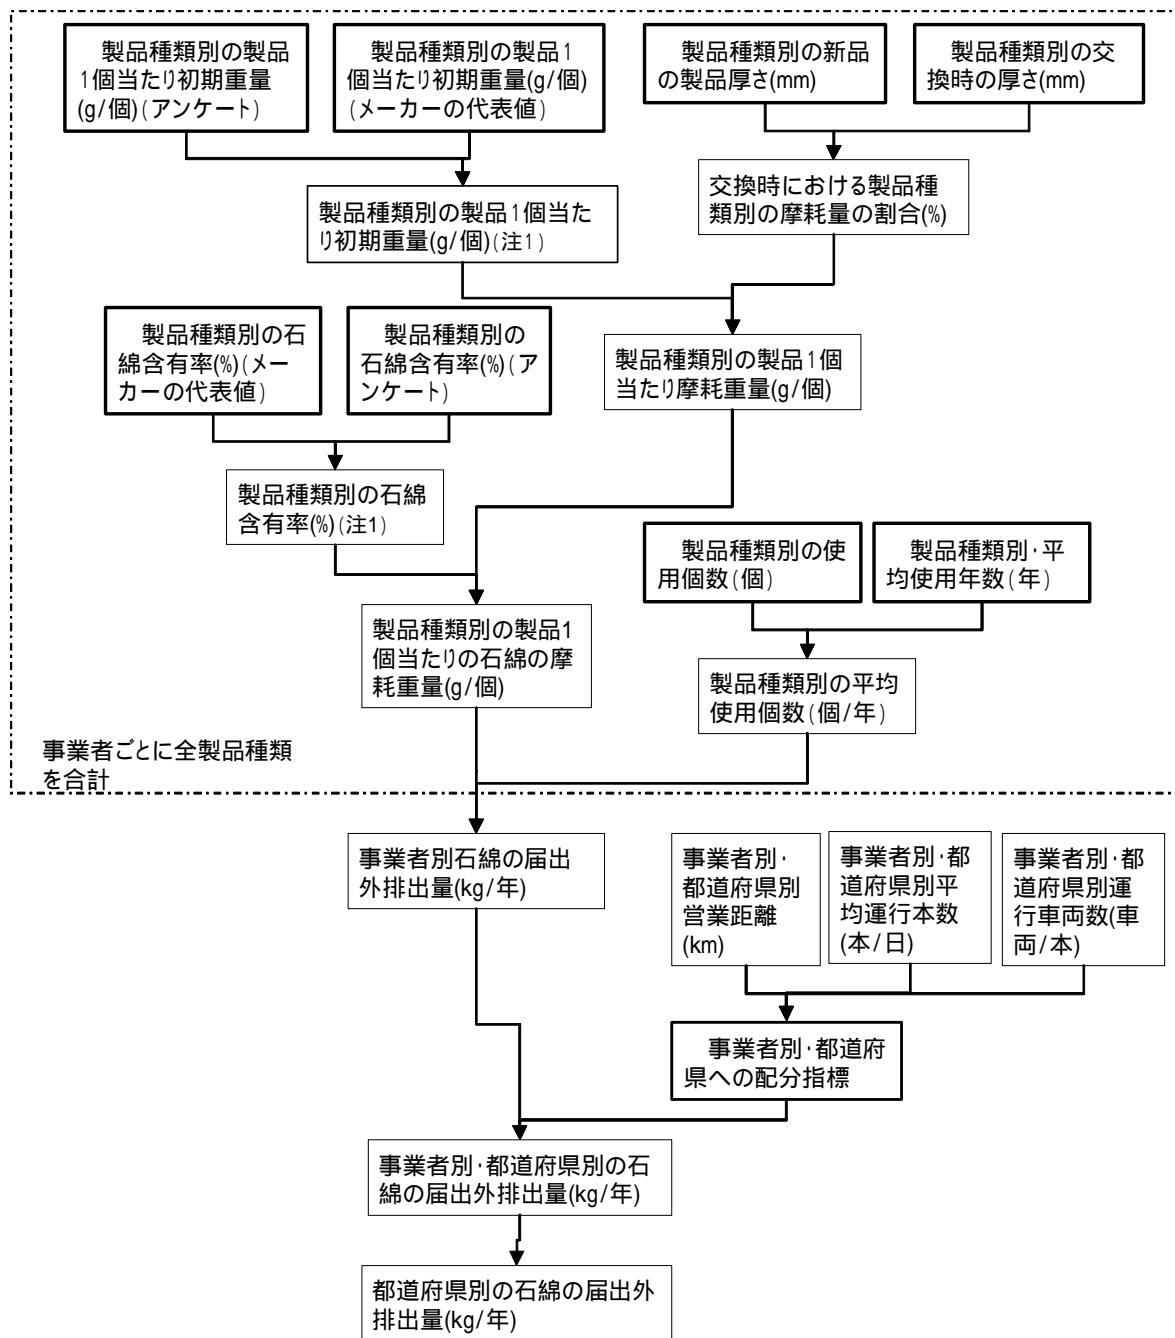 製品種類別の製品
1個当たり初期重量
(g/個)(アンケート)
製品種類別の製品1
個当たり初期重量(g/個)
(メーカーの代表値)
製品種類別の新品
の製品厚さ(mm)
製品種類別の交
換時の厚さ(mm)
製品種類別の製品1個当た
り初期重量(g/個)(注1)
交換時における製品種
類別の摩耗量の割合(%)
製品種類別の石
綿含有率(%)(メー
カーの代表値)
製品種類別の
石綿含有率(%)(ア
ンケート)
製品種類別の製品1個
当たり摩耗重量(g/個)
製品種類別の石綿
含有率(%)(注1)
製品種類別の使
用個数(個)
製品種類別・平
均使用年数(年)
製品種類別の製品1
個当たりの石綿の摩
耗重量(g/個)
製品種類別の平均
使用個数(個/年)
事業者ごとに全製品種類
を合計
事業者別石綿の届出
外排出量(kg/年)
事業者別・
都道府県別
営業距離
(km)
事業者別・都
道府県別平
均運行本数
(本/日)
事業者別・都
道府県別運
行車両数(車
両/本)
事業者別・都道府
県への配分指標
事業者別・都道府県別の石
綿の届出外排出量(kg/年)
都道府県別の石綿の届出外
排出量(kg/年)